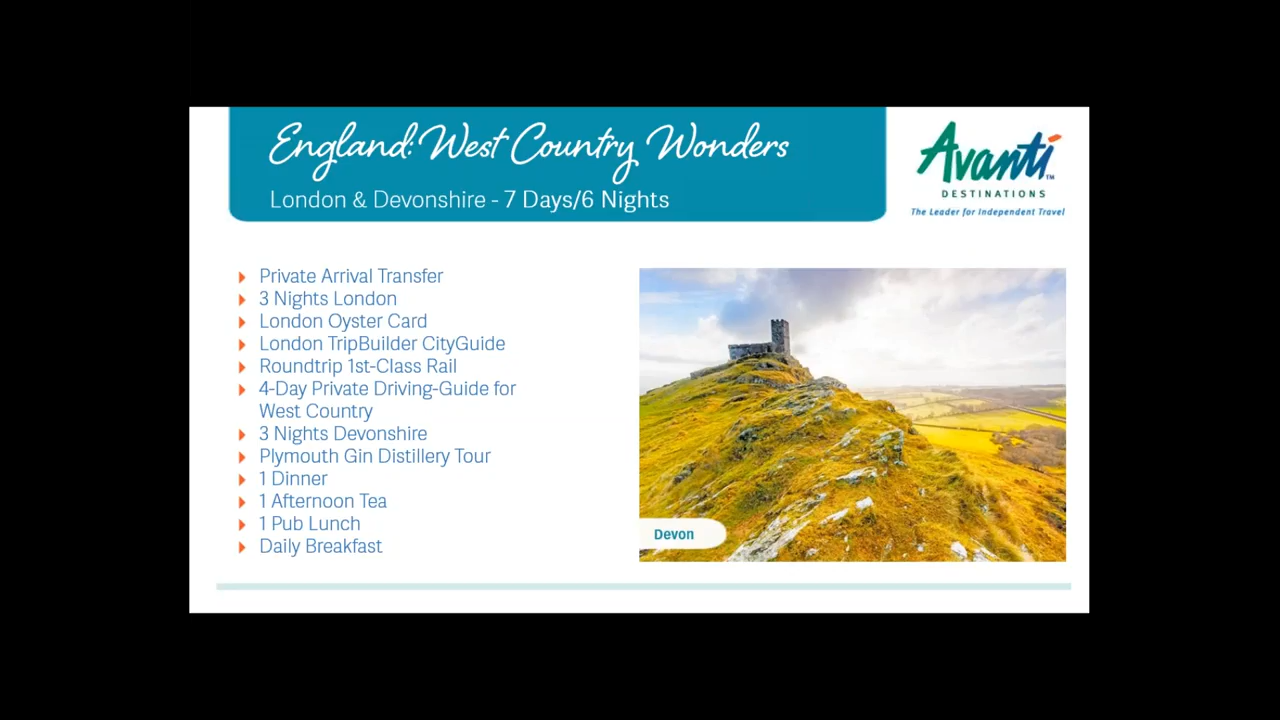 England: West Country Wonders
London & Devonshire - 7 Days/6 Nights
Avanti™
DESTINATIONS
The Leader for Independent Travel
Private Arrival Transfer
3 Nights London
London Oyster Card
London TripBuilder CityGuide
Roundtrip 1st-Class Rail
4-Day Private Driving-Guide for
West Country
3 Nights Devonshire
Plymouth Gin Distillery Tour
1 Dinner
1 Afternoon Tea
1 Pub Lunch
Daily Breakfast
Devon